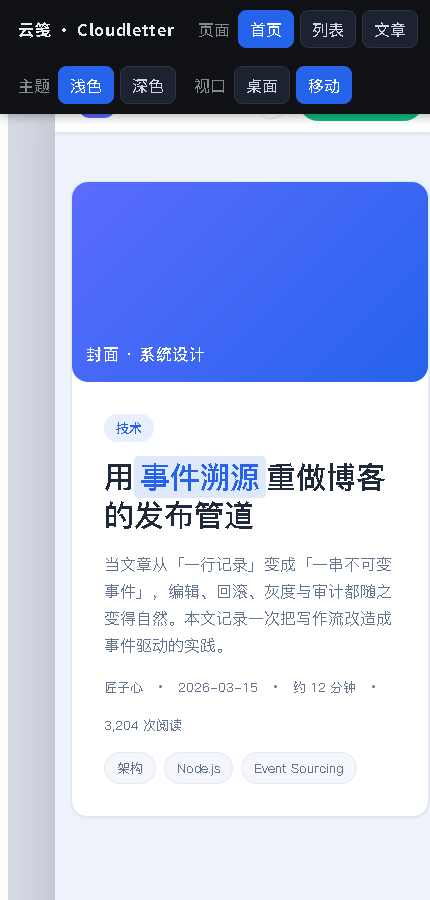 云笺 · Cloudletter 页面 首页 列表 文章
主题 浅色 深色 视口 桌面 移动
封面 · 系统设计
技术
用 事件溯源 重做博客
的发布管道
当文章从「一行记录」变成「一串不可变
事件」，编辑、回滚、灰度与审计都随之
变得自然。本文记录一次把写作流改造成
事件驱动的实践。
匠子心 • 2026-03-15 • 约 12 分钟 •
3,204 次阅读
架构 Node.js Event Sourcing